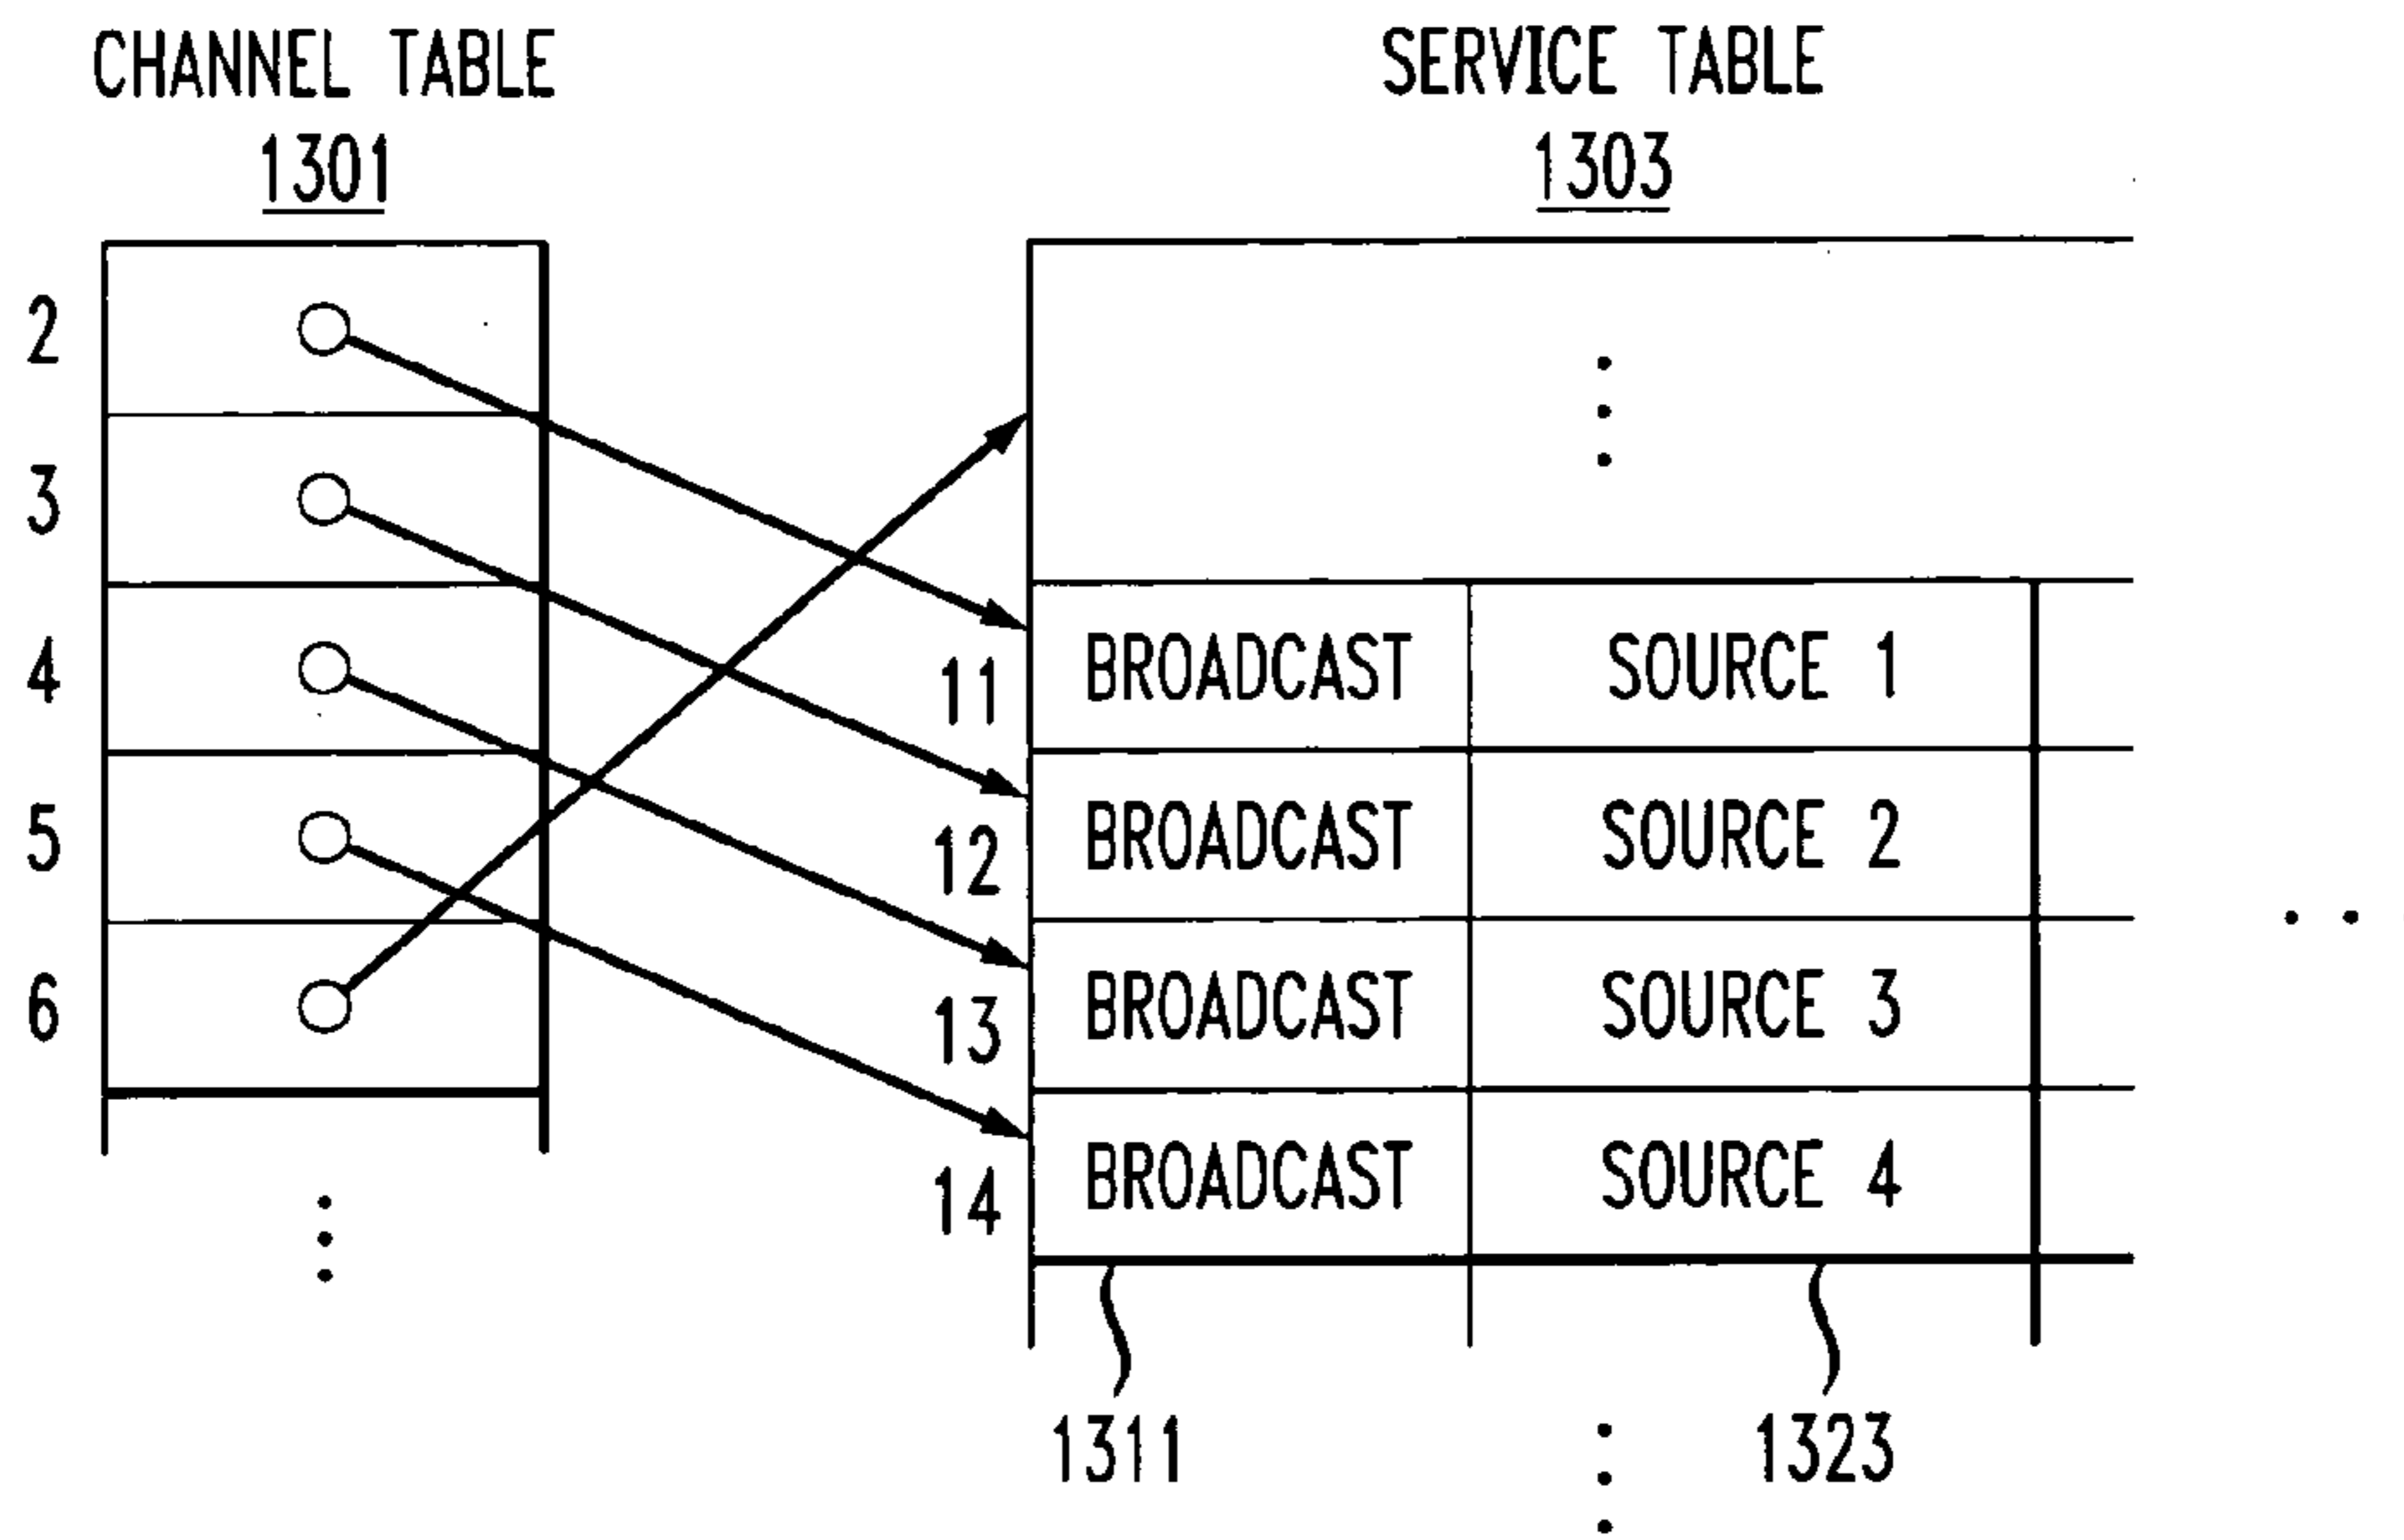 CHANNEL TABLE
1301
2
3
4
5
6
SERVICE TABLE
1303
11 BROADCAST SOURCE 1
12 BROADCAST SOURCE 2
13 BROADCAST SOURCE 3
14 BROADCAST SOURCE 4
1311
1323